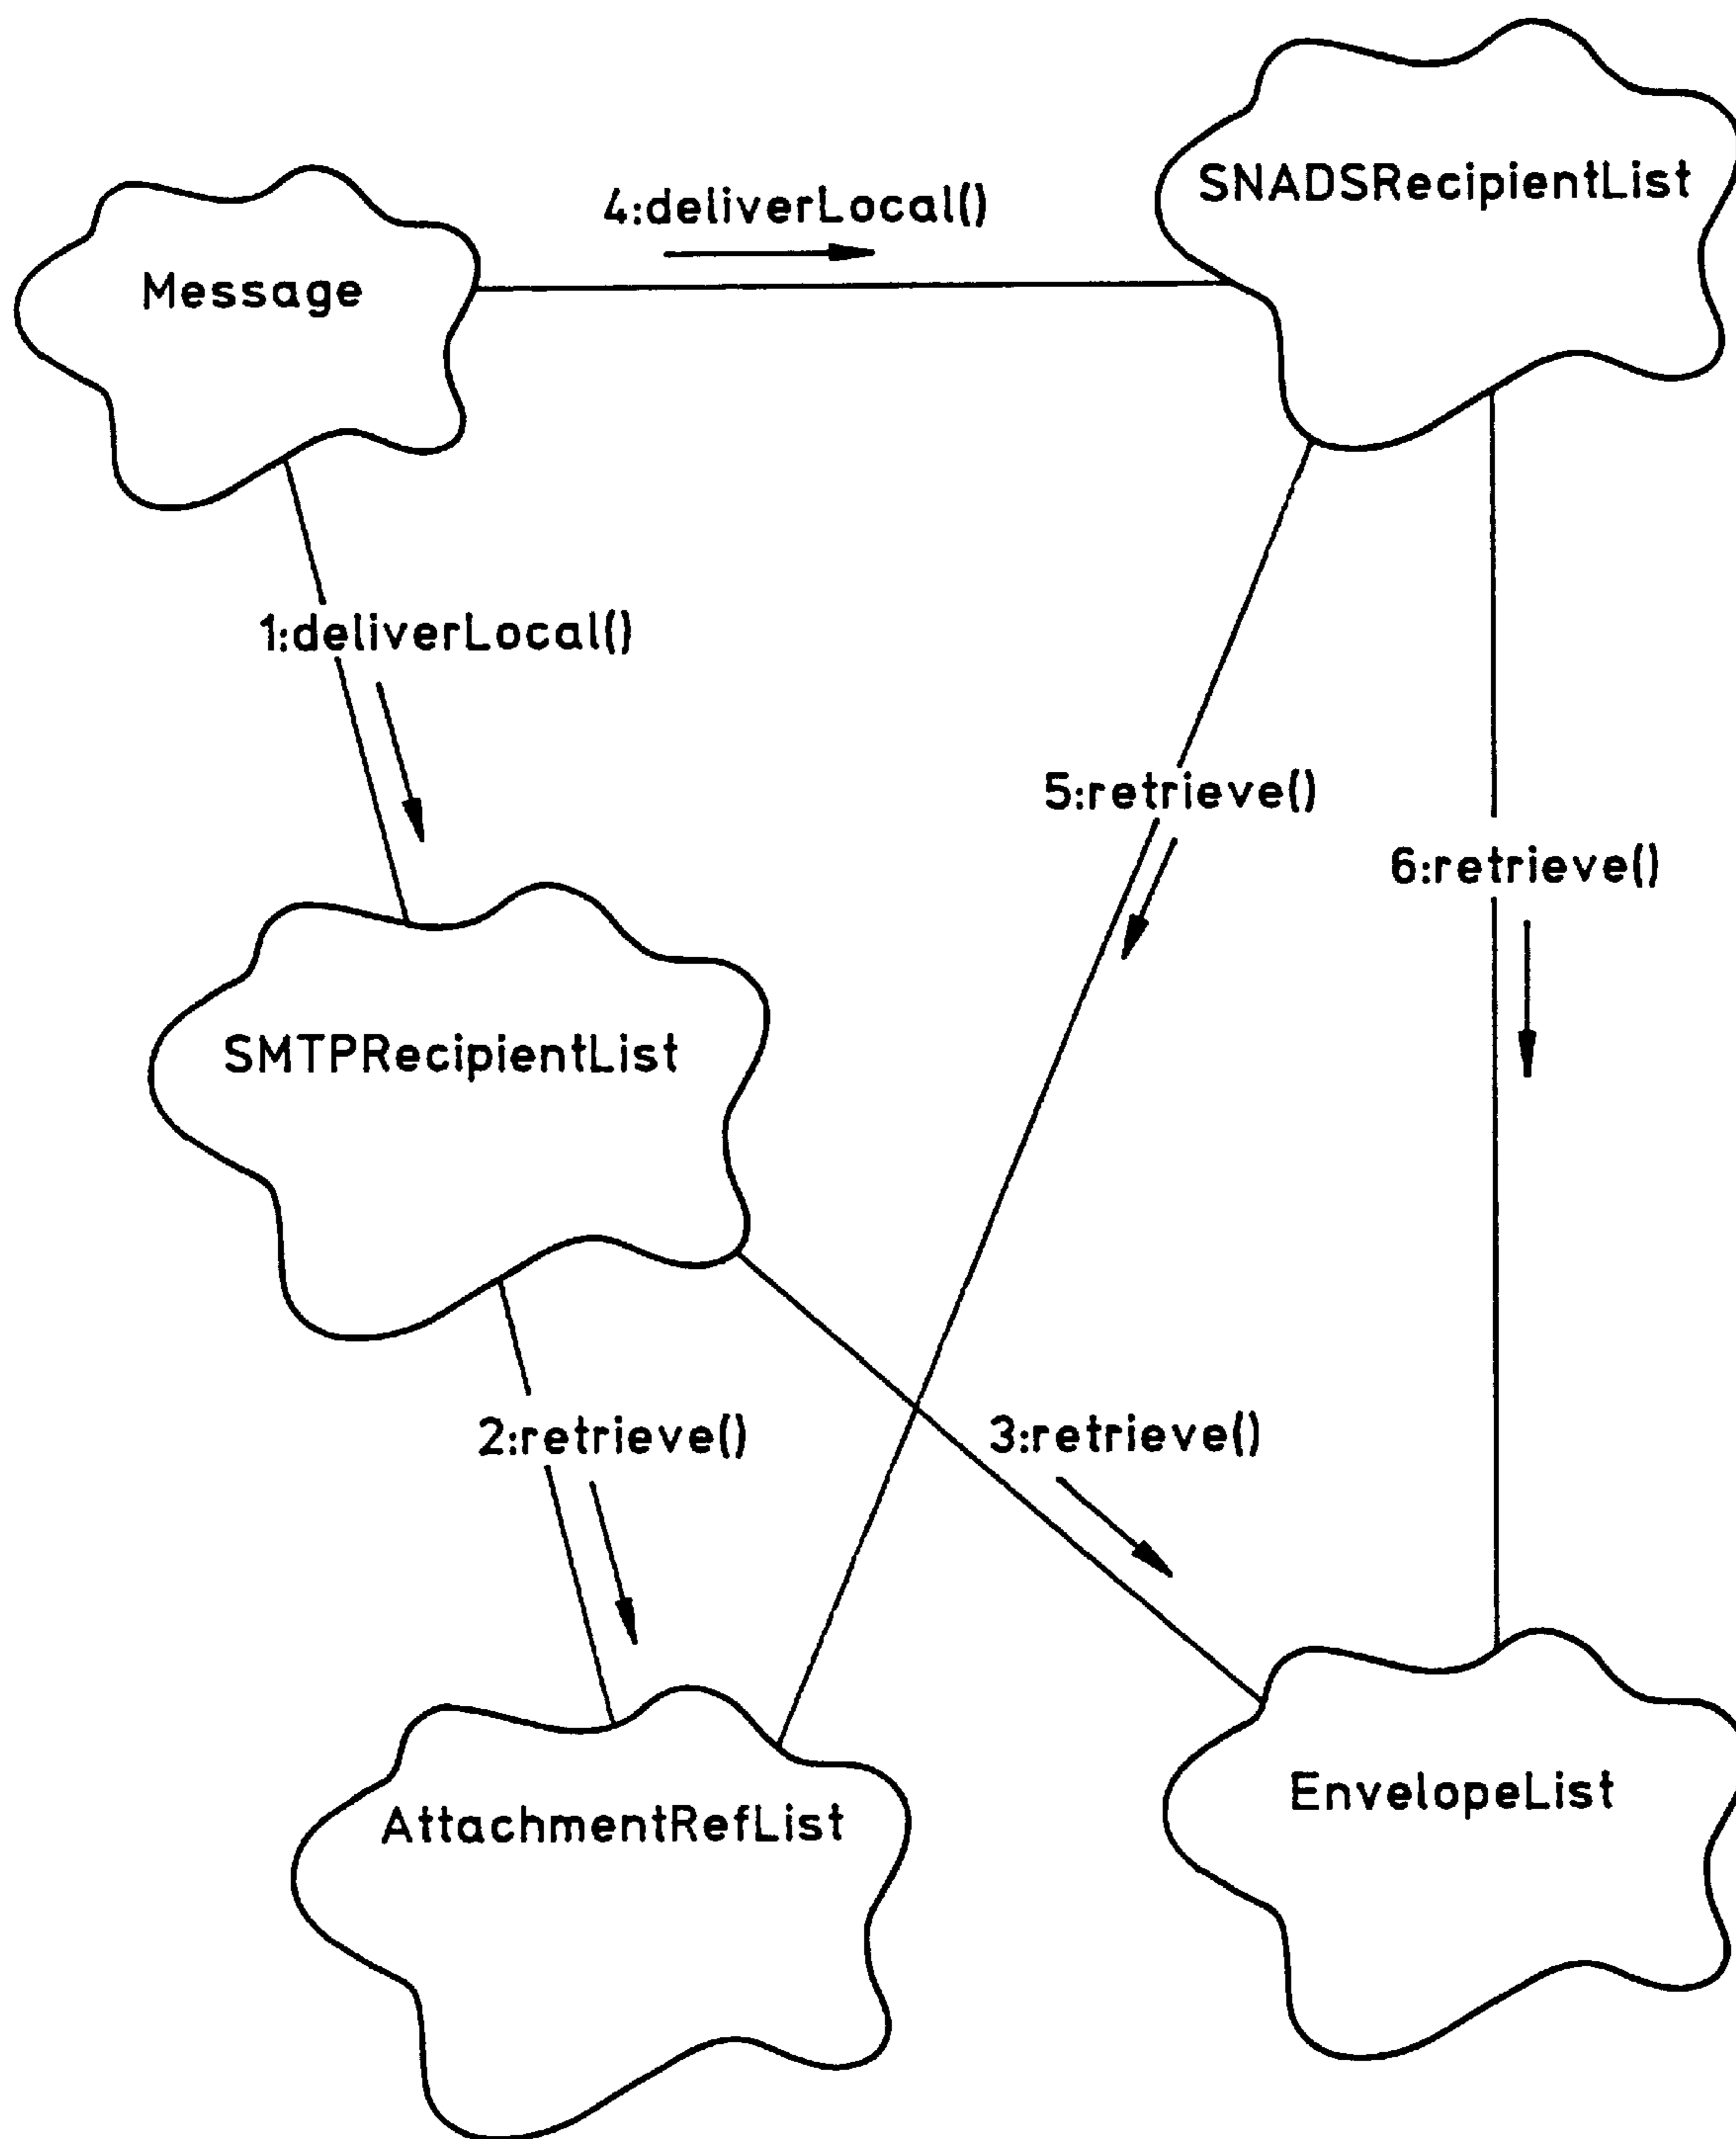 SNADSRecipientList
4:deliverLocal()
Message
1:deliverLocal()
5:retrieve()
6:retrieve()
SMTPRecipientList
2:retrieve()
3:retrieve()
EnvelopeList
AttachmentRefList